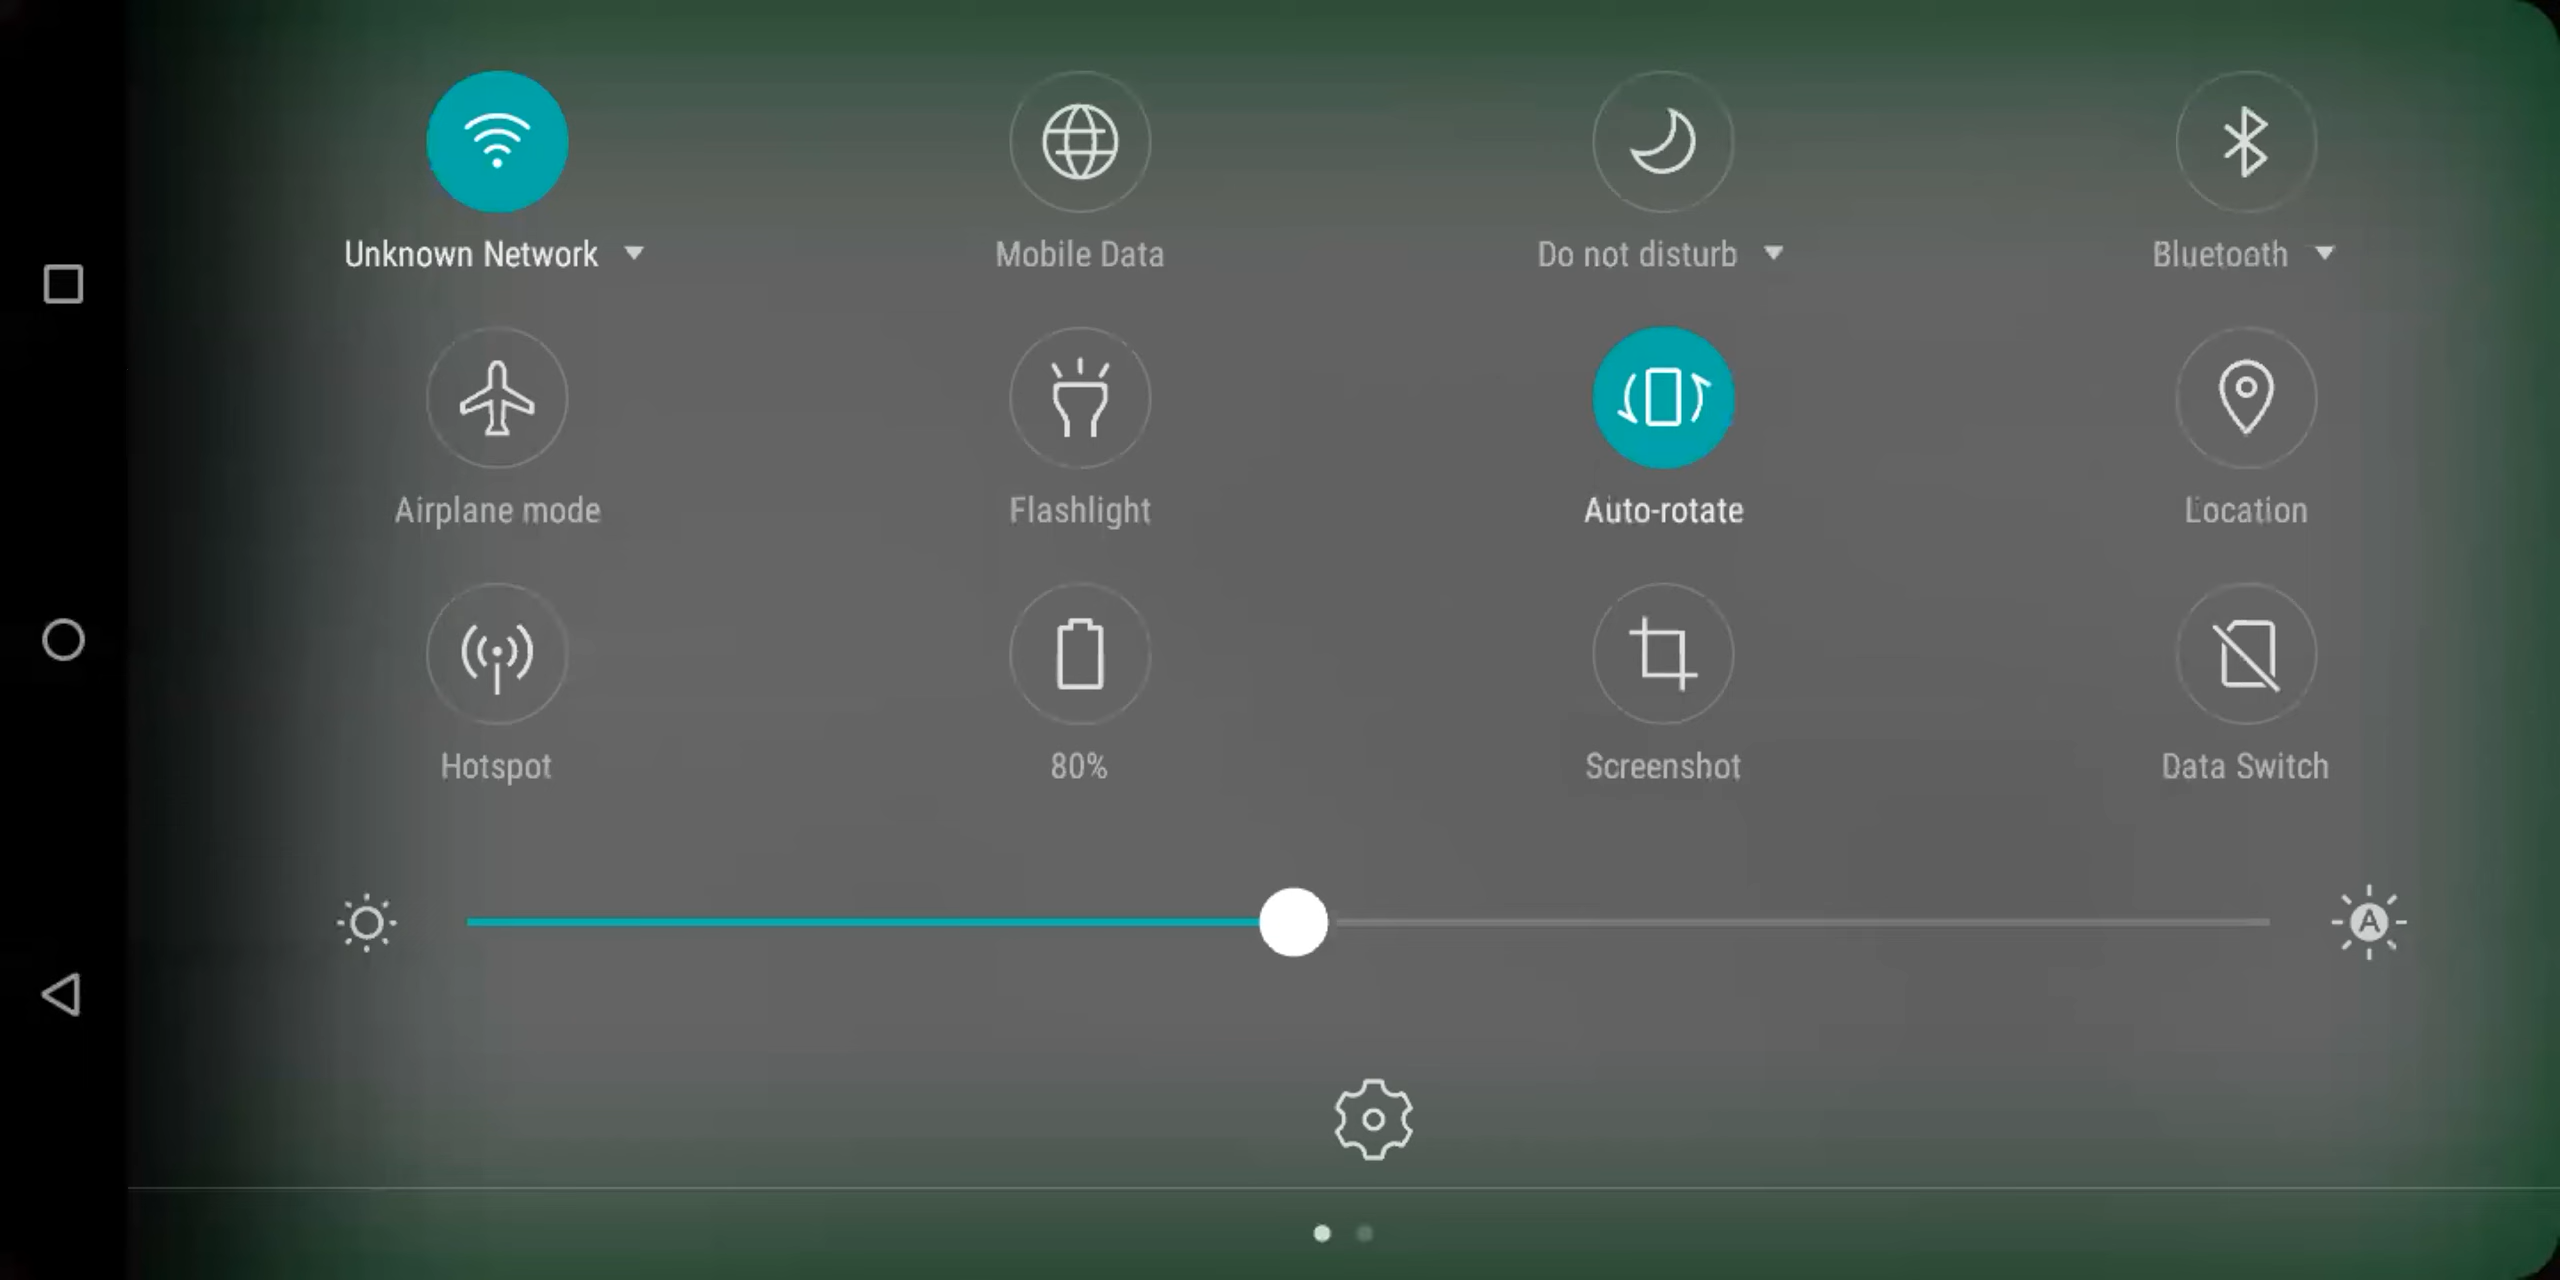 Unknown Network
Mobile Data
Do not disturb
Bluetooth
Airplane mode
Flashlight
Auto-rotate
Location
Hotspot
80%
Screenshot
Data Switch
A